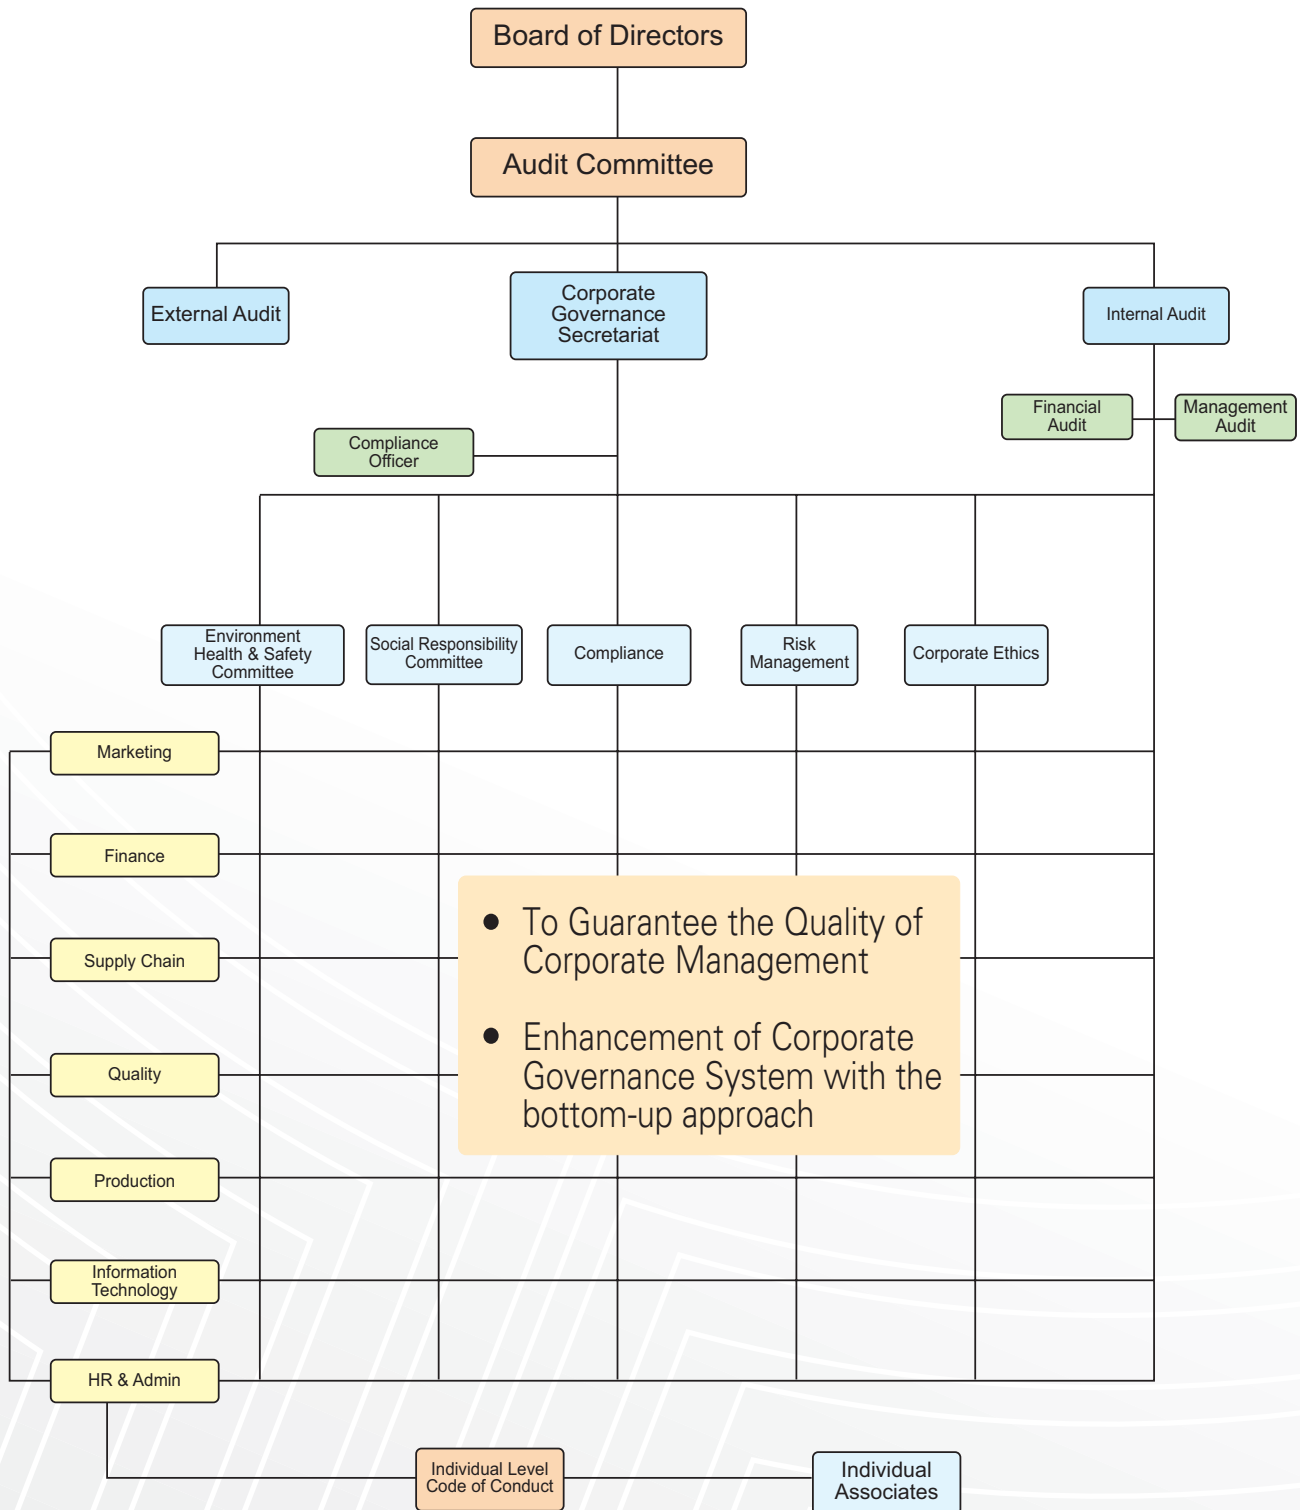 Board of Directors
Audit Committee
External Audit
Corporate
Governance
Secretariat
Internal Audit
Financial
Audit
Management
Audit
Compliance
Officer
Environment
Health & Safety
Committee
Social Responsibility
Committee
Compliance
Risk
Management
Corporate Ethics
Marketing
Finance
Supply Chain
Quality
Production
Information
Technology
HR & Admin
• To Guarantee the Quality of
Corporate Management
• Enhancement of Corporate
Governance System with the
bottom-up approach
Individual Level
Code of Conduct
Individual
Associates